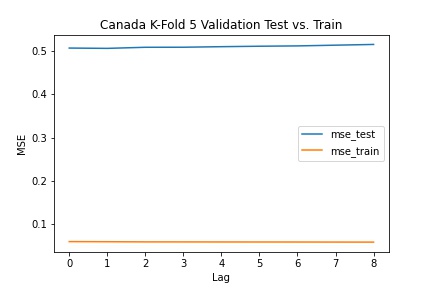 Canada K-Fold 5 Validation Test vs. Train
MSE
0.5
0.4
0.3
0.2
0.1
mse_test
mse_train
0 1 2 3 4 5 6 7 8
Lag